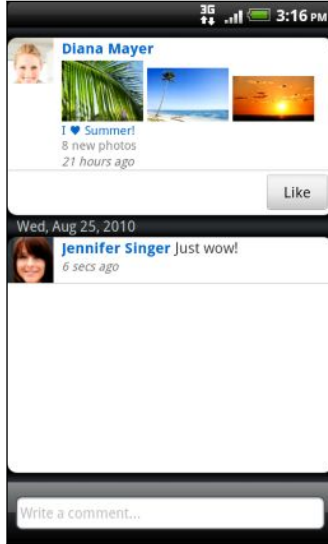 3G
3:16 PM
Diana Mayer
I ♥ Summer!
8 new photos
21 hours ago
Like
Wed, Aug 25, 2010
Jennifer Singer Just wow!
6 secs ago
Write a comment...